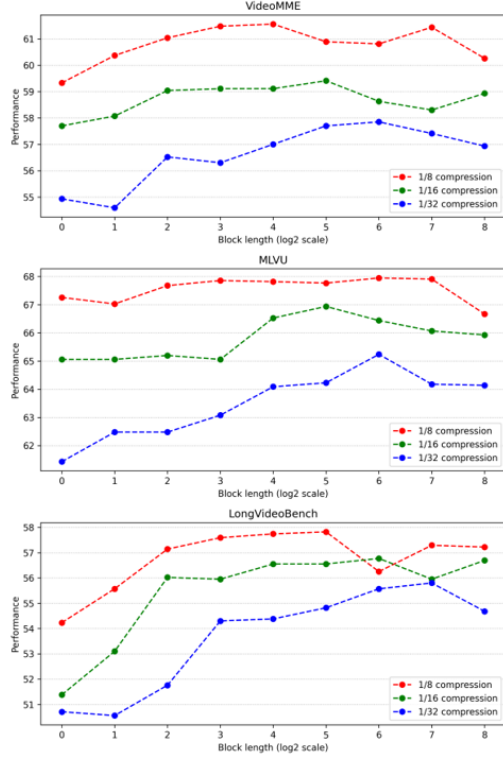 VideoMME
61
60
59
58
57
56
55
Performance
0 1 2 3 4 5 6 7 8
Block length (log2 scale)
1/8 compression
1/16 compression
1/32 compression
MLVU
68
67
66
65
64
63
62
Performance
0 1 2 3 4 5 6 7 8
Block length (log2 scale)
1/8 compression
1/16 compression
1/32 compression
LongVideoBench
58
57
56
55
54
53
52
51
Performance
0 1 2 3 4 5 6 7 8
Block length (log2 scale)
1/8 compression
1/16 compression
1/32 compression